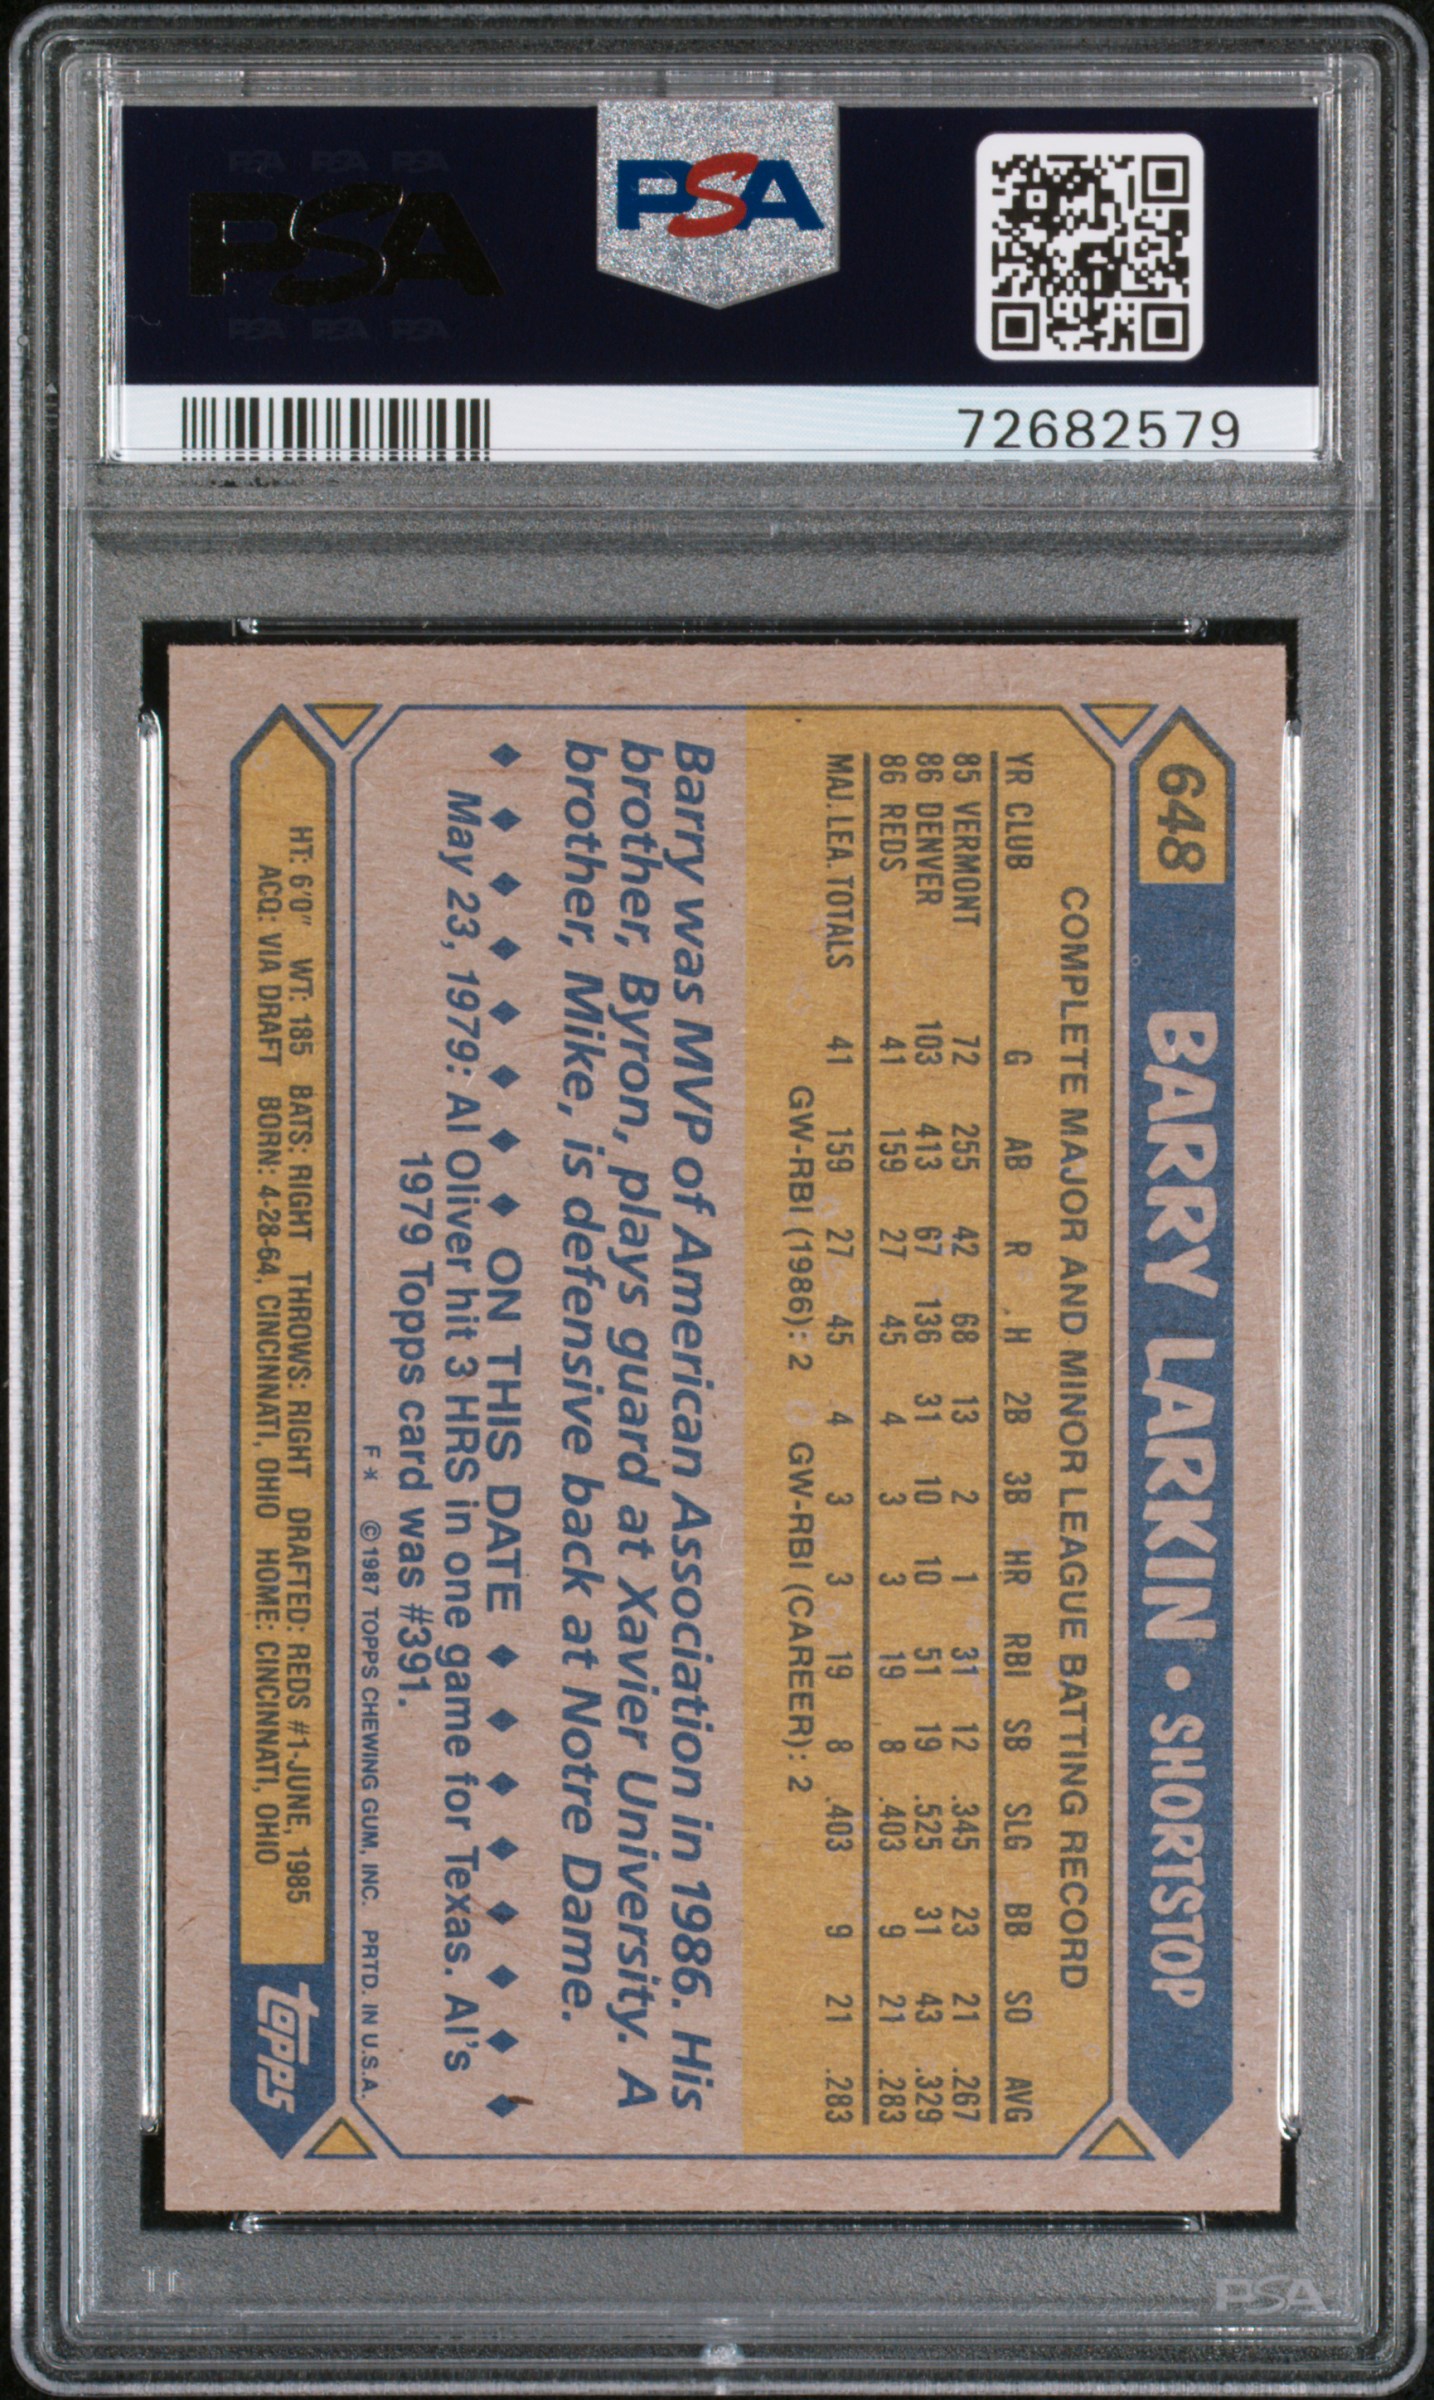 PSA PSA PSA
PSA
PSA PSA PSA
PSA
72682579
648 BARRY LARKIN • SHORTSTOP
COMPLETE MAJOR AND MINOR LEAGUE BATTING RECORD
YR CLUB G AB R H 2B 3B HR RBI SB SLG BB SO AVG
85 VERMONT 72 255 42 68 13 2 1 31 12 .345 23 21 .267
86 DENVER 103 413 67 136 31 10 10 51 19 .525 31 43 .329
86 REDS 41 159 27 45 4 3 3 19 8 .403 9 21 .283
MAJ. LEA. TOTALS 41 159 27 45 4 3 3 19 8 .403 9 21 .283
GW-RBI (1986): 2 GW-RBI (CAREER): 2
Barry was MVP of American Association in 1986. His
brother, Byron, plays guard at Xavier University. A
brother, Mike, is defensive back at Notre Dame.
◆ ◆ ◆ ◆ ◆ ◆ ◆ ◆ ON THIS DATE ◆ ◆ ◆ ◆ ◆ ◆ ◆ ◆
May 23, 1979: Al Oliver hit 3 HRS in one game for Texas. Al's
1979 Topps card was #391.
F* ©1987 TOPPS CHEWING GUM, INC. PRTD. IN U.S.A.
HT: 6'0" WT: 185 BATS: RIGHT THROWS: RIGHT DRAFTED: REDS #1-JUNE, 1985
ACQ: VIA DRAFT BORN: 4-28-64, CINCINNATI, OHIO HOME: CINCINNATI, OHIO
topps
PSA